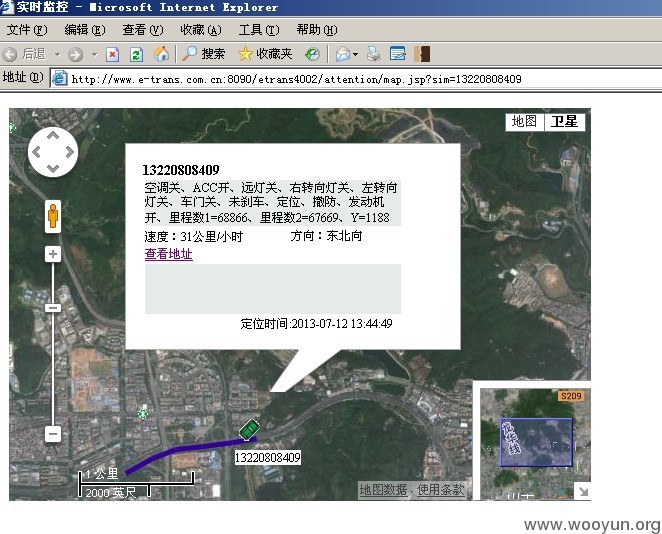 实时监控 - Microsoft Internet Explorer
文件(F) 编辑(E) 查看(V) 收藏(A) 工具(T) 帮助(H)
后退 搜索 收藏夹
地址(D) http://www.e-trans.com.cn:8090/etrans4002/attention/map.jsp?sim=13220808409
地图 卫星
13220808409
空调关、ACC开、远灯关、右转向灯关、左转向
灯关、车门关、未刹车、定位、撤防、发动机
开、里程数1=68866、里程数2=67669、Y=1188
速度：31公里/小时 方向：东北向
查看地址
定位时间:2013-07-12 13:44:49
S209
13220808409
1 公里
2000 英尺
地图数据 - 使用条款
www.wooyun.org